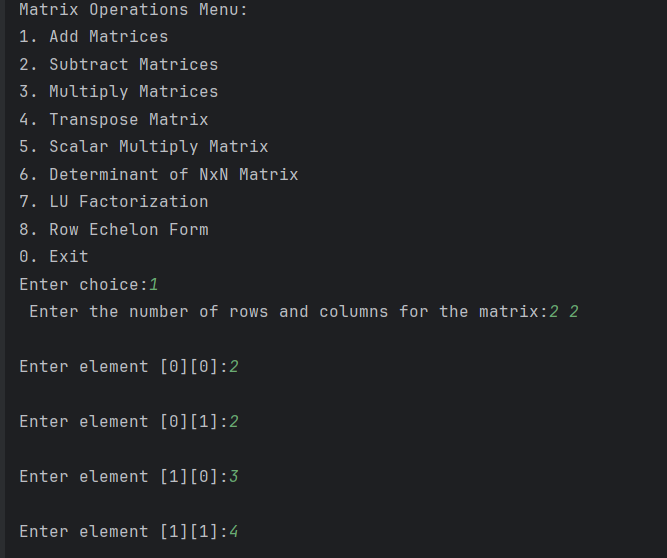 Matrix Operations Menu:
1. Add Matrices
2. Subtract Matrices
3. Multiply Matrices
4. Transpose Matrix
5. Scalar Multiply Matrix
6. Determinant of NxN Matrix
7. LU Factorization
8. Row Echelon Form
0. Exit
Enter choice:1
Enter the number of rows and columns for the matrix:2 2
Enter element [0][0]:2
Enter element [0][1]:2
Enter element [1][0]:3
Enter element [1][1]:4